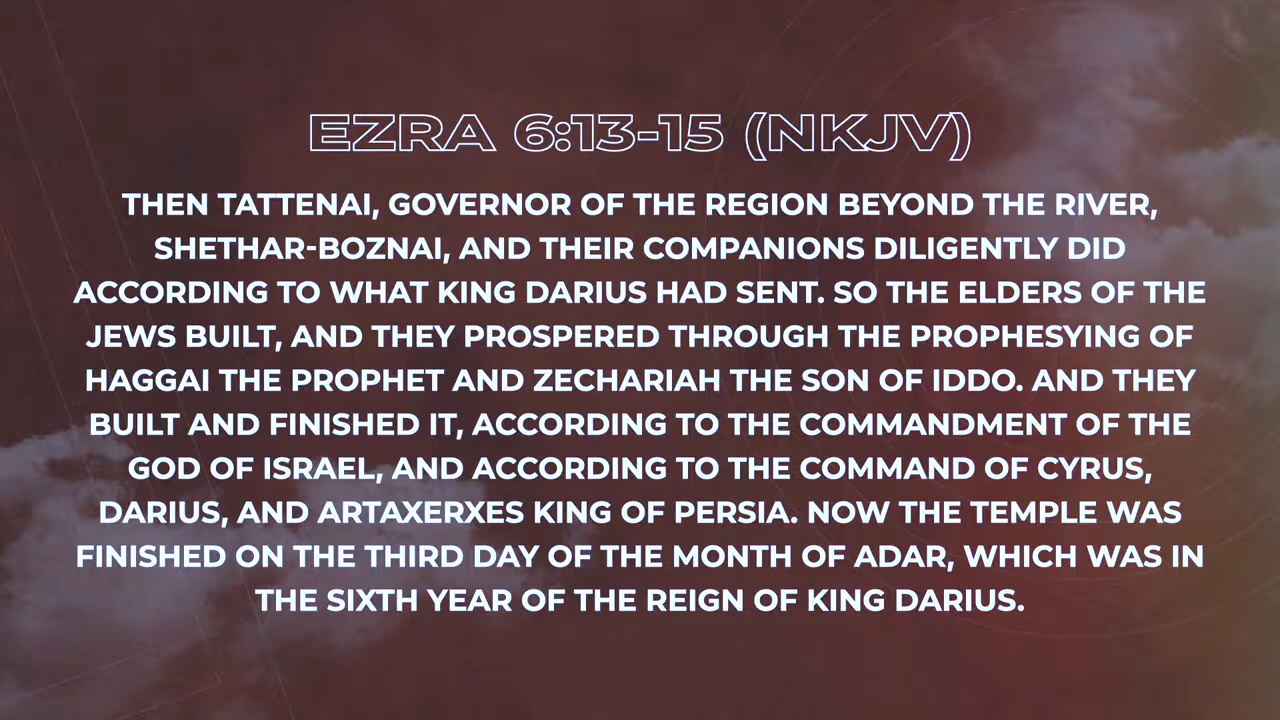 EZRA 6:13-15 (NKJV)
THEN TATTENAI, GOVERNOR OF THE REGION BEYOND THE RIVER,
SHETHAR-BOZNAI, AND THEIR COMPANIONS DILIGENTLY DID
ACCORDING TO WHAT KING DARIUS HAD SENT. SO THE ELDERS OF THE
JEWS BUILT, AND THEY PROSPERED THROUGH THE PROPHESYING OF
HAGGAI THE PROPHET AND ZECHARIAH THE SON OF IDDO. AND THEY
BUILT AND FINISHED IT, ACCORDING TO THE COMMANDMENT OF THE
GOD OF ISRAEL, AND ACCORDING TO THE COMMAND OF CYRUS,
DARIUS, AND ARTAXERXES KING OF PERSIA. NOW THE TEMPLE WAS
FINISHED ON THE THIRD DAY OF THE MONTH OF ADAR, WHICH WAS IN
THE SIXTH YEAR OF THE REIGN OF KING DARIUS.